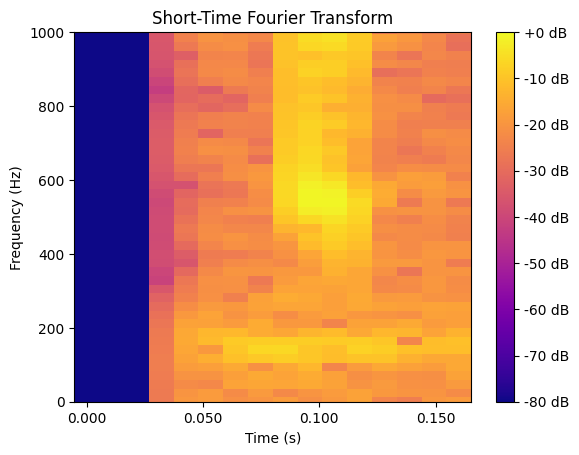 Short-Time Fourier Transform
1000
800
600
400
200
0
Frequency (Hz)
0.000
0.050
0.100
0.150
Time (s)
+0 dB
-10 dB
-20 dB
-30 dB
-40 dB
-50 dB
-60 dB
-70 dB
-80 dB